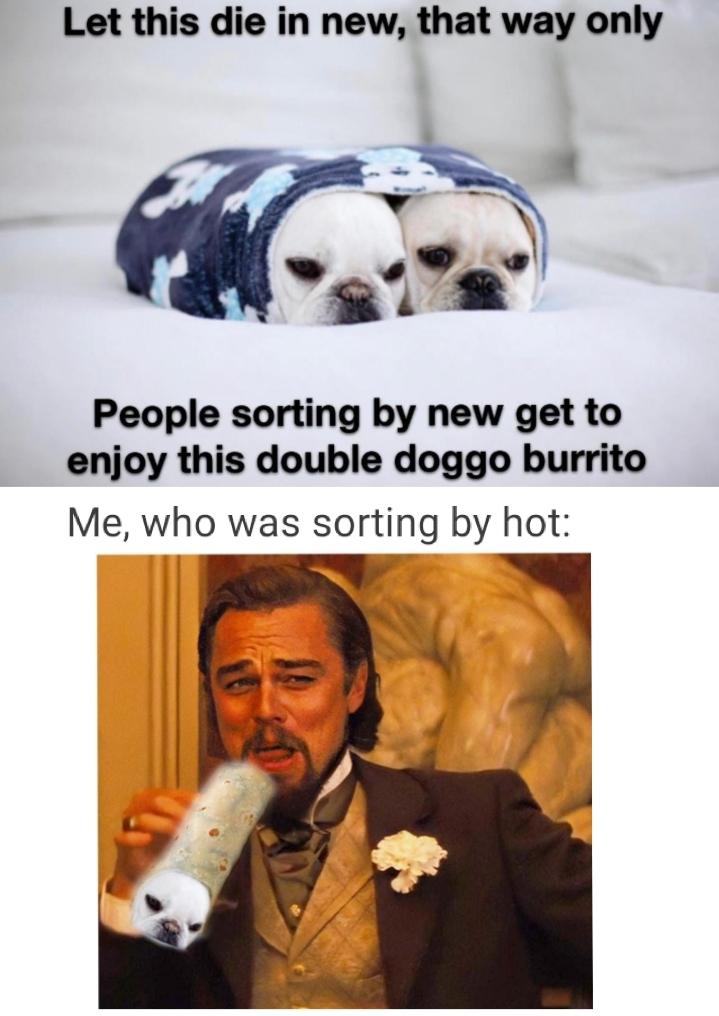 Let this die in new, that way only
People sorting by new get to
enjoy this double doggo burrito
Me, who was sorting by hot: